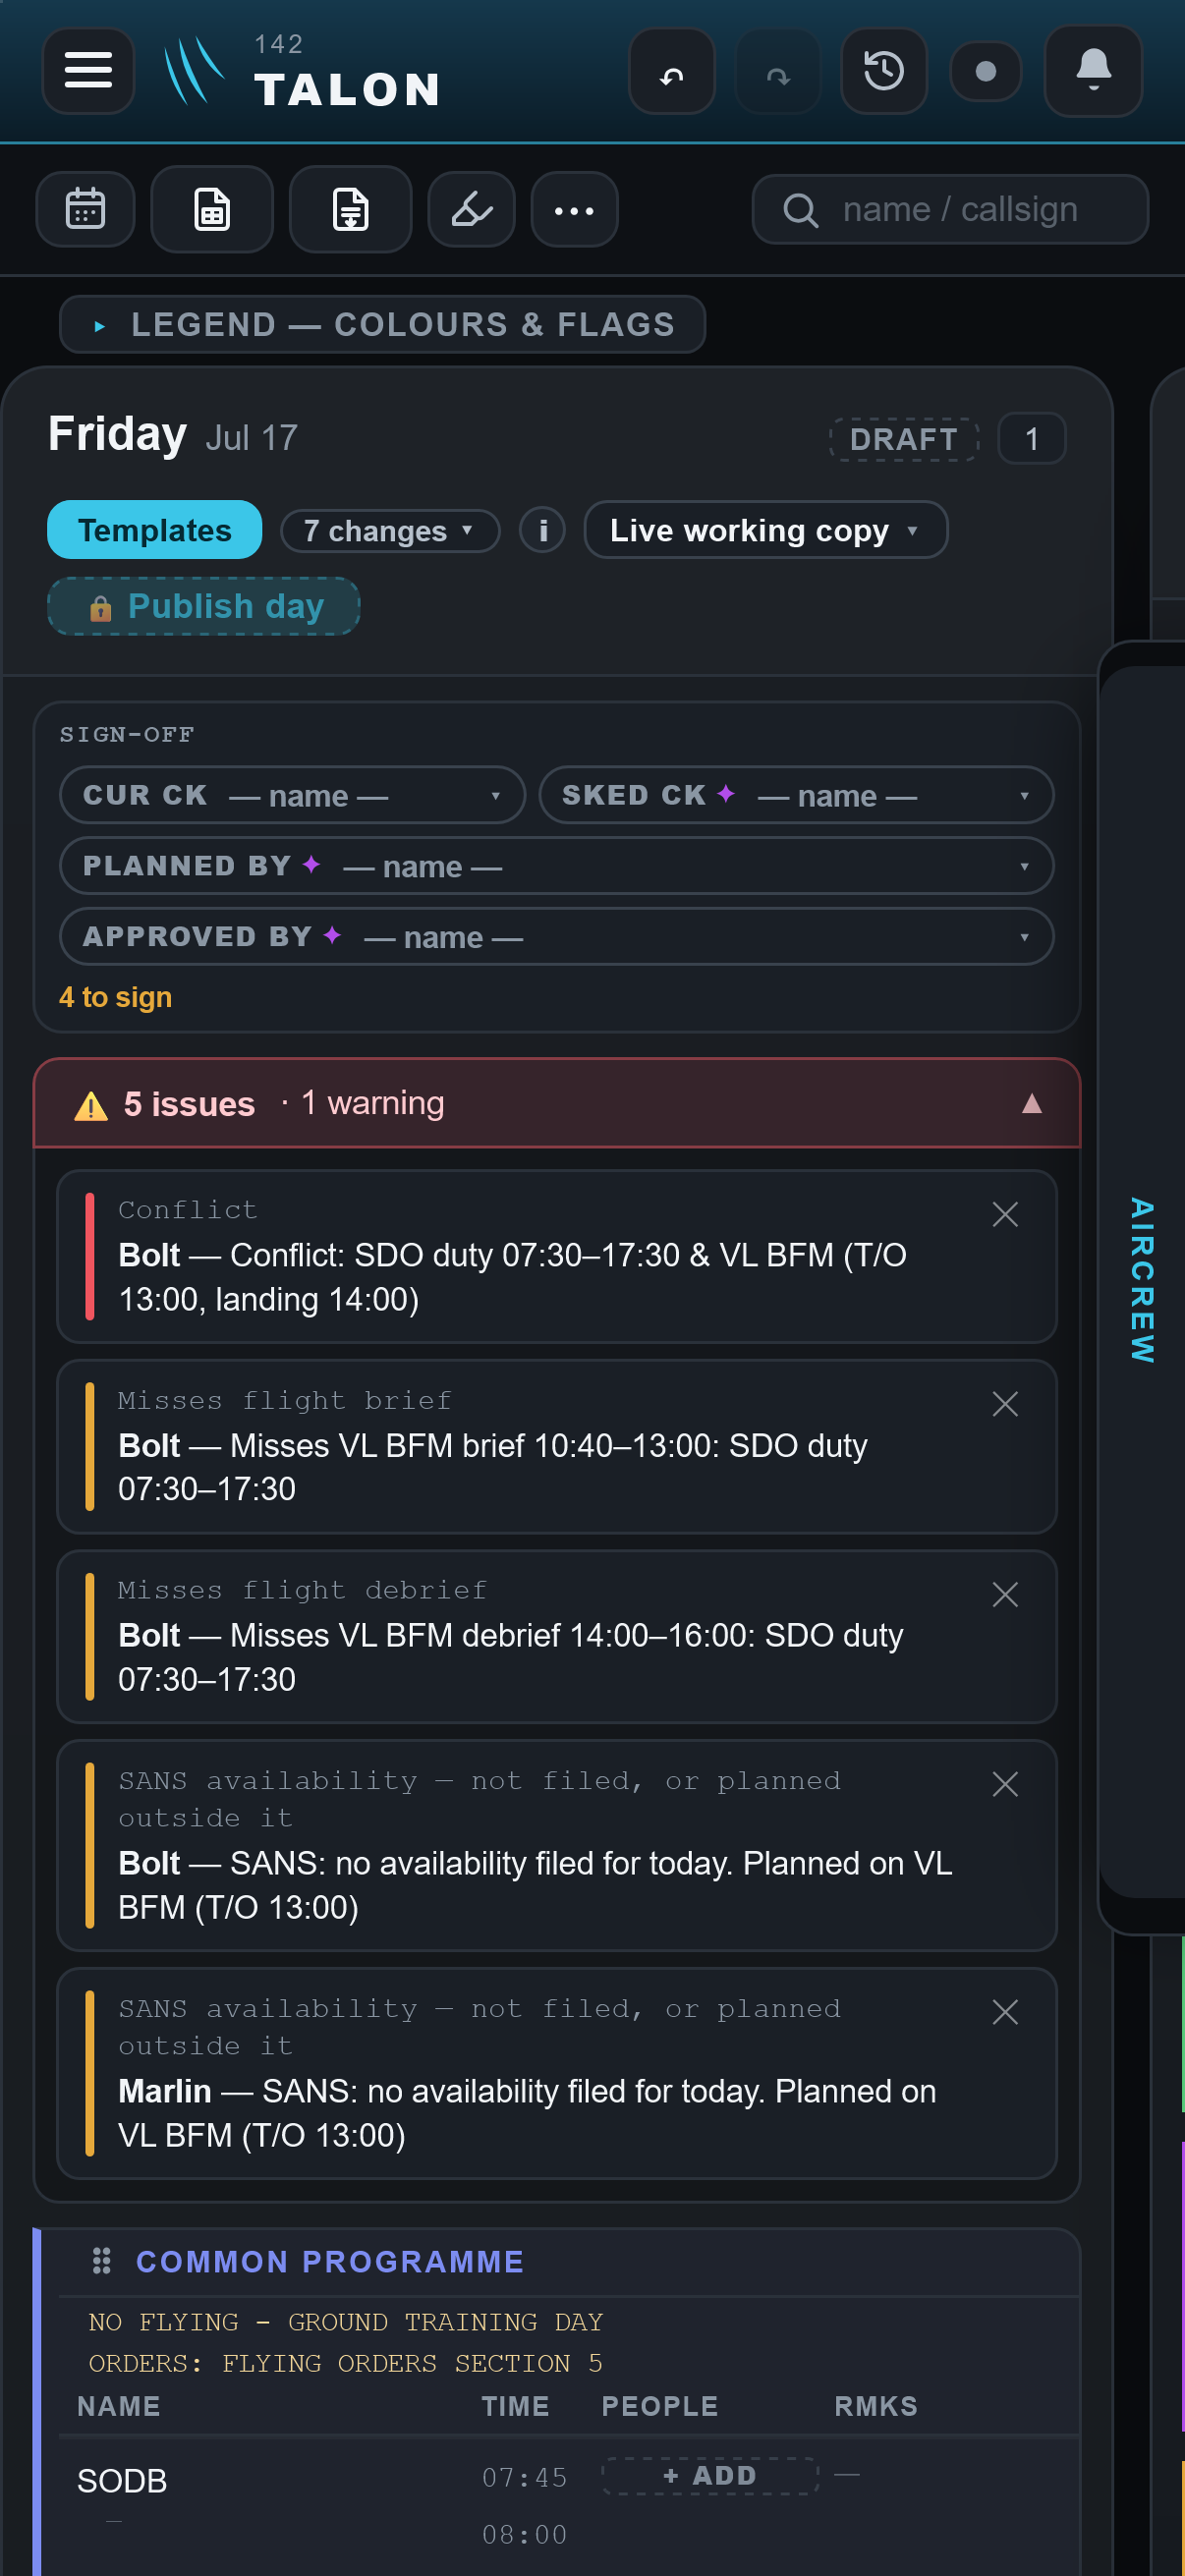 142
TALON
name / callsign
▸ LEGEND — COLOURS & FLAGS
Friday Jul 17 DRAFT 1
Templates 7 changes ▾ i Live working copy ▾
🔒 Publish day
SIGN-OFF
CUR CK — name — ▾ SKED CK ✦ — name — ▾
PLANNED BY ✦ — name — ▾
APPROVED BY ✦ — name — ▾
4 to sign
⚠️ 5 issues · 1 warning ▲
Conflict
Bolt — Conflict: SDO duty 07:30–17:30 & VL BFM (T/O
13:00, landing 14:00)
Misses flight brief
Bolt — Misses VL BFM brief 10:40–13:00: SDO duty
07:30–17:30
Misses flight debrief
Bolt — Misses VL BFM debrief 14:00–16:00: SDO duty
07:30–17:30
SANS availability — not filed, or planned
outside it
Bolt — SANS: no availability filed for today. Planned on VL
BFM (T/O 13:00)
SANS availability — not filed, or planned
outside it
Marlin — SANS: no availability filed for today. Planned on
VL BFM (T/O 13:00)
AIRCREW
COMMON PROGRAMME
NO FLYING - GROUND TRAINING DAY
ORDERS: FLYING ORDERS SECTION 5
NAME TIME PEOPLE RMKS
SODB 07:45 + ADD —
— 08:00